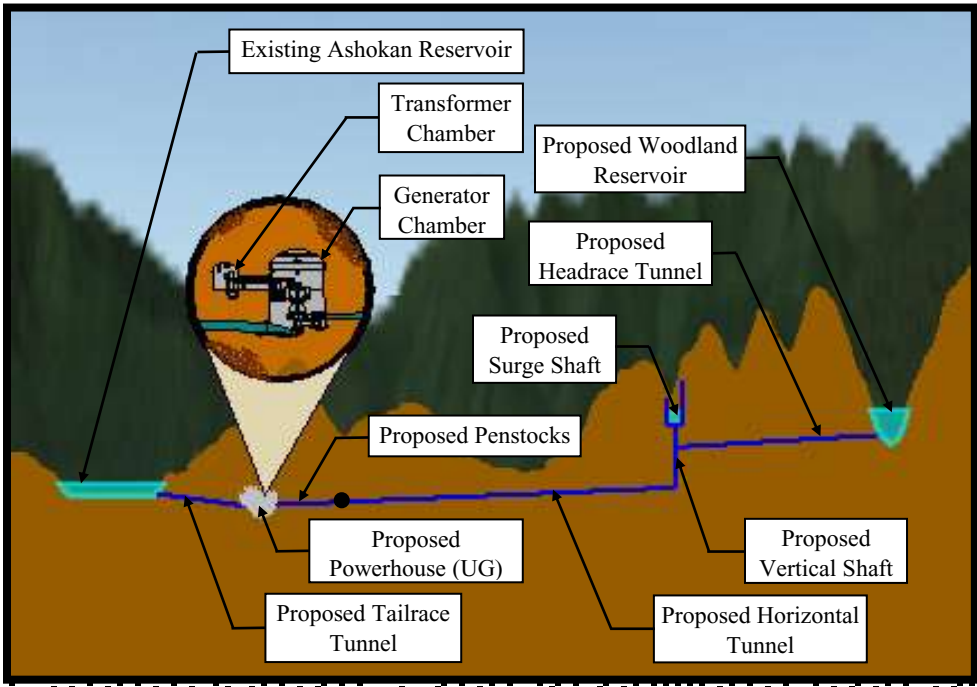 Existing Ashokan Reservoir
Transformer
Chamber
Proposed Woodland
Reservoir
Generator
Chamber
Proposed
Headrace Tunnel
Proposed
Surge Shaft
Proposed Penstocks
Proposed
Powerhouse (UG)
Proposed
Vertical Shaft
Proposed Tailrace
Tunnel
Proposed Horizontal
Tunnel